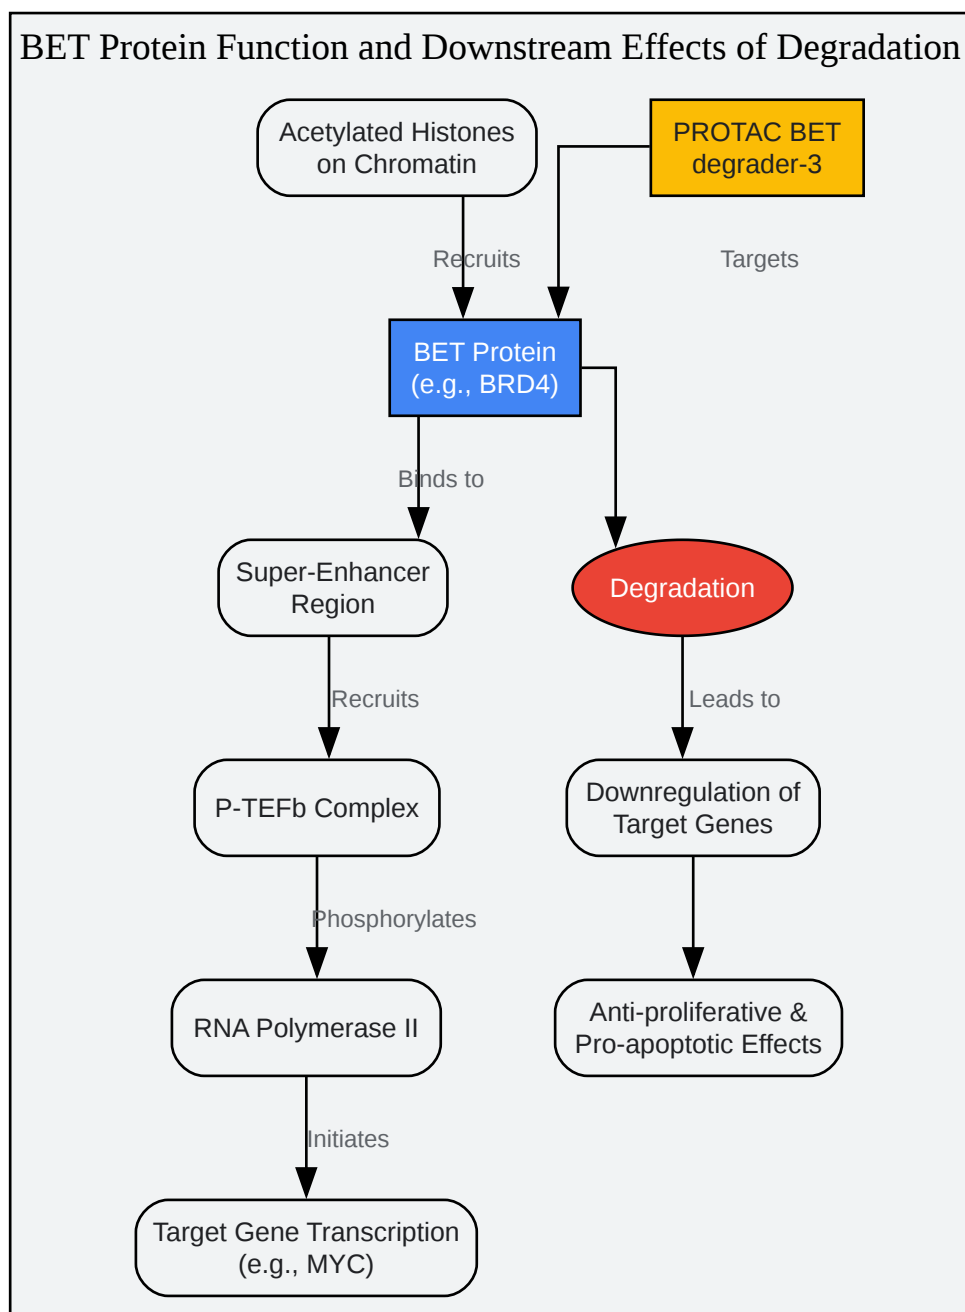 BET Protein Function and Downstream Effects of Degradation
Acetylated Histones
on Chromatin
PROTAC BET
degrader-3
Recruits
Targets
BET Protein
(e.g., BRD4)
Binds to
Super-Enhancer
Region
Degradation
Recruits
Leads to
P-TEFb Complex
Downregulation of
Target Genes
Phosphorylates
RNA Polymerase II
Anti-proliferative &
Pro-apoptotic Effects
Initiates
Target Gene Transcription
(e.g., MYC)